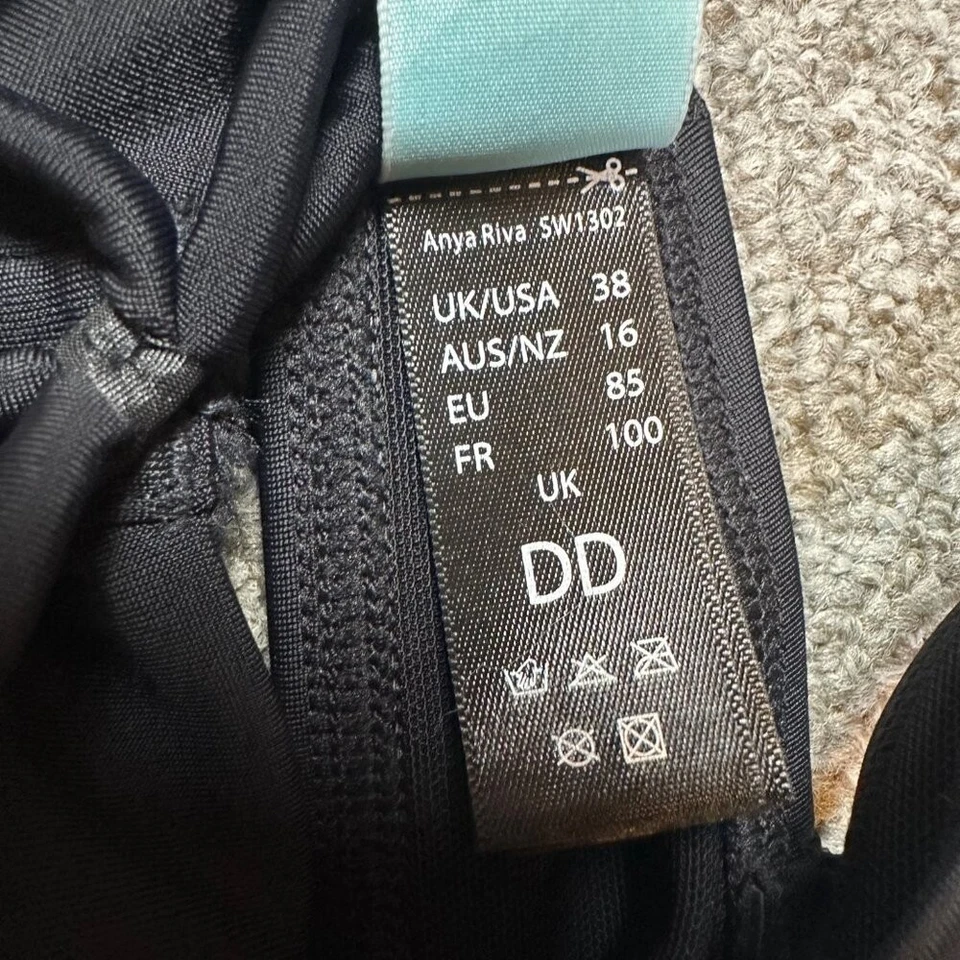 Anya Riva SW1302
UK/USA 38
AUS/NZ 16
EU 85
FR 100
UK
DD